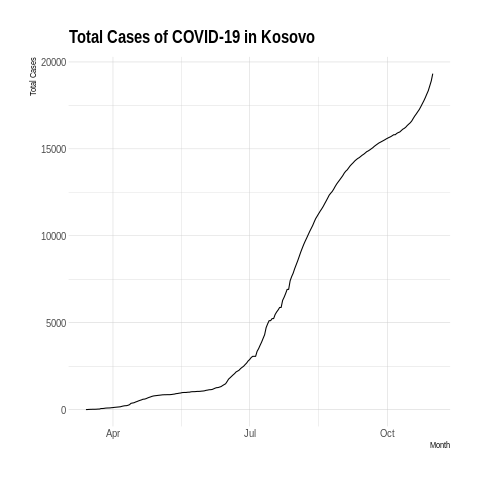 Total Cases of COVID-19 in Kosovo
Total Cases
20000
15000
10000
5000
0
Apr
Jul
Oct
Month